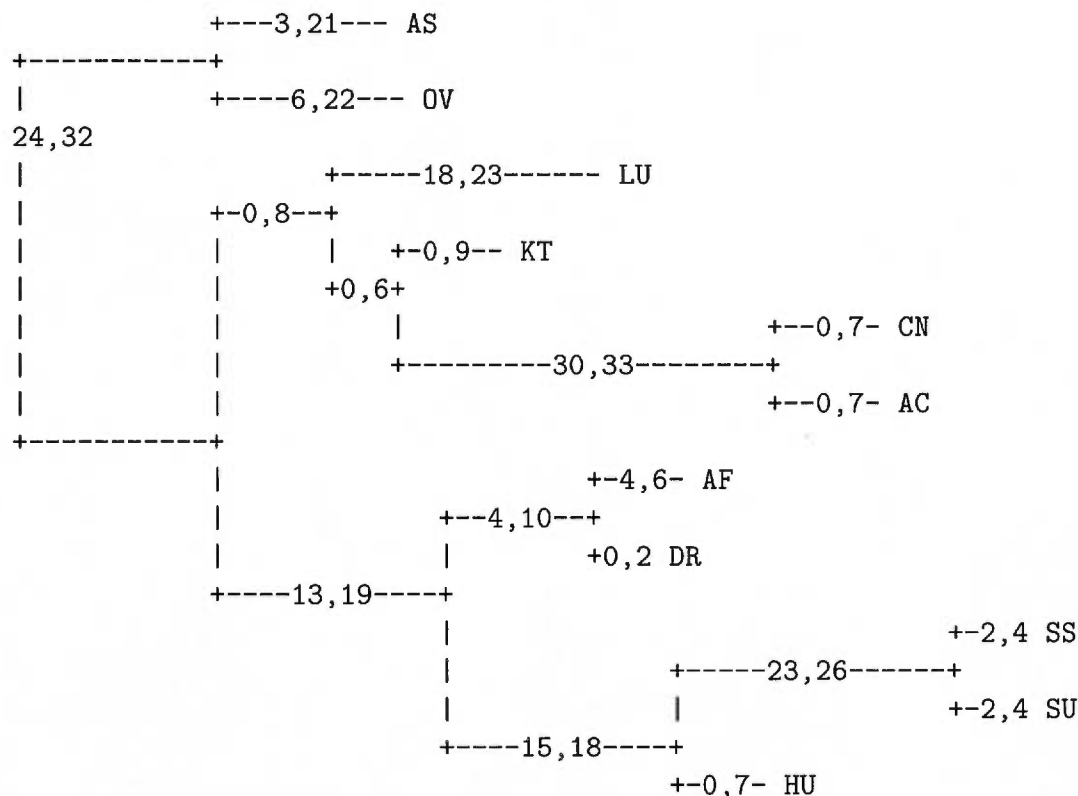 +---3,21--- AS
+-----------+
| +----6,22--- OV
24,32
| +-----18,23------ LU
| +-0,8--+
| | | +-0,9-- KT
| | +0,6+
| | | +--0,7- CN
| | +---------30,33---------+
| | +--0,7- AC
+-----------+
| +-4,6- AF
| +--4,10--+
| | +0,2 DR
+----13,19----+
| +-2,4 SS
| +-----23,26-------+
| | +-2,4 SU
+----15,18----+
+-0,7- HU